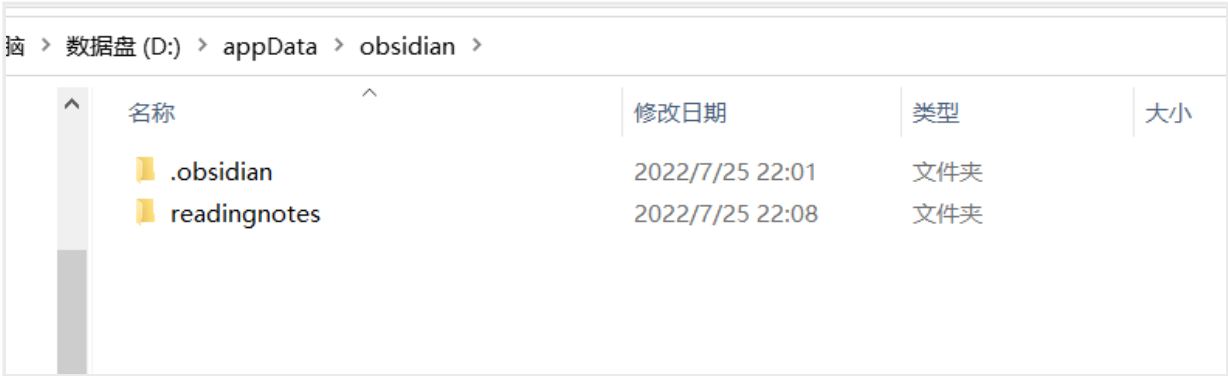 脑 > 数据盘 (D:) > appData > obsidian >
名称 修改日期 类型 大小
.obsidian 2022/7/25 22:01 文件夹
readingnotes 2022/7/25 22:08 文件夹